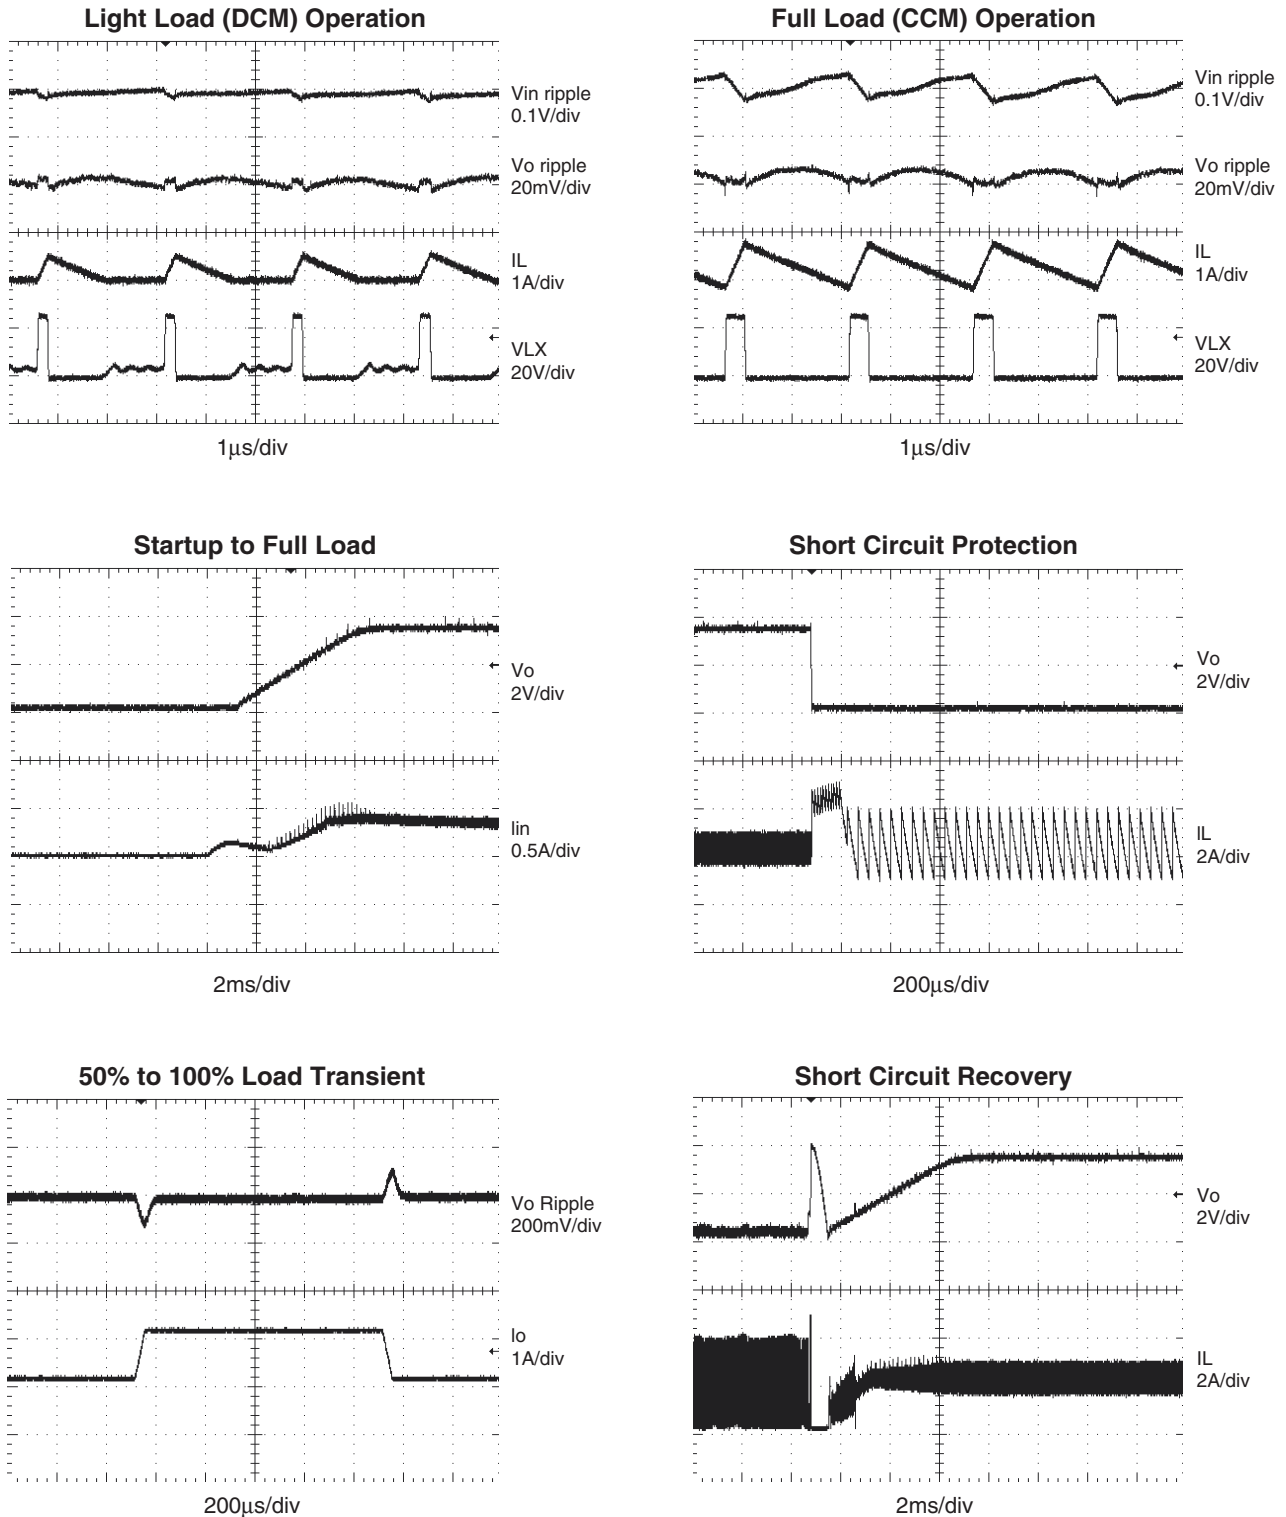 Light Load (DCM) Operation
Vin ripple
0.1V/div
Vo ripple
20mV/div
IL
1A/div
VLX
20V/div
1μs/div
Full Load (CCM) Operation
Vin ripple
0.1V/div
Vo ripple
20mV/div
IL
1A/div
VLX
20V/div
1μs/div
Startup to Full Load
Vo
2V/div
Iin
0.5A/div
2ms/div
Short Circuit Protection
Vo
2V/div
IL
2A/div
200μs/div
50% to 100% Load Transient
Vo Ripple
200mV/div
Io
1A/div
200μs/div
Short Circuit Recovery
Vo
2V/div
IL
2A/div
2ms/div